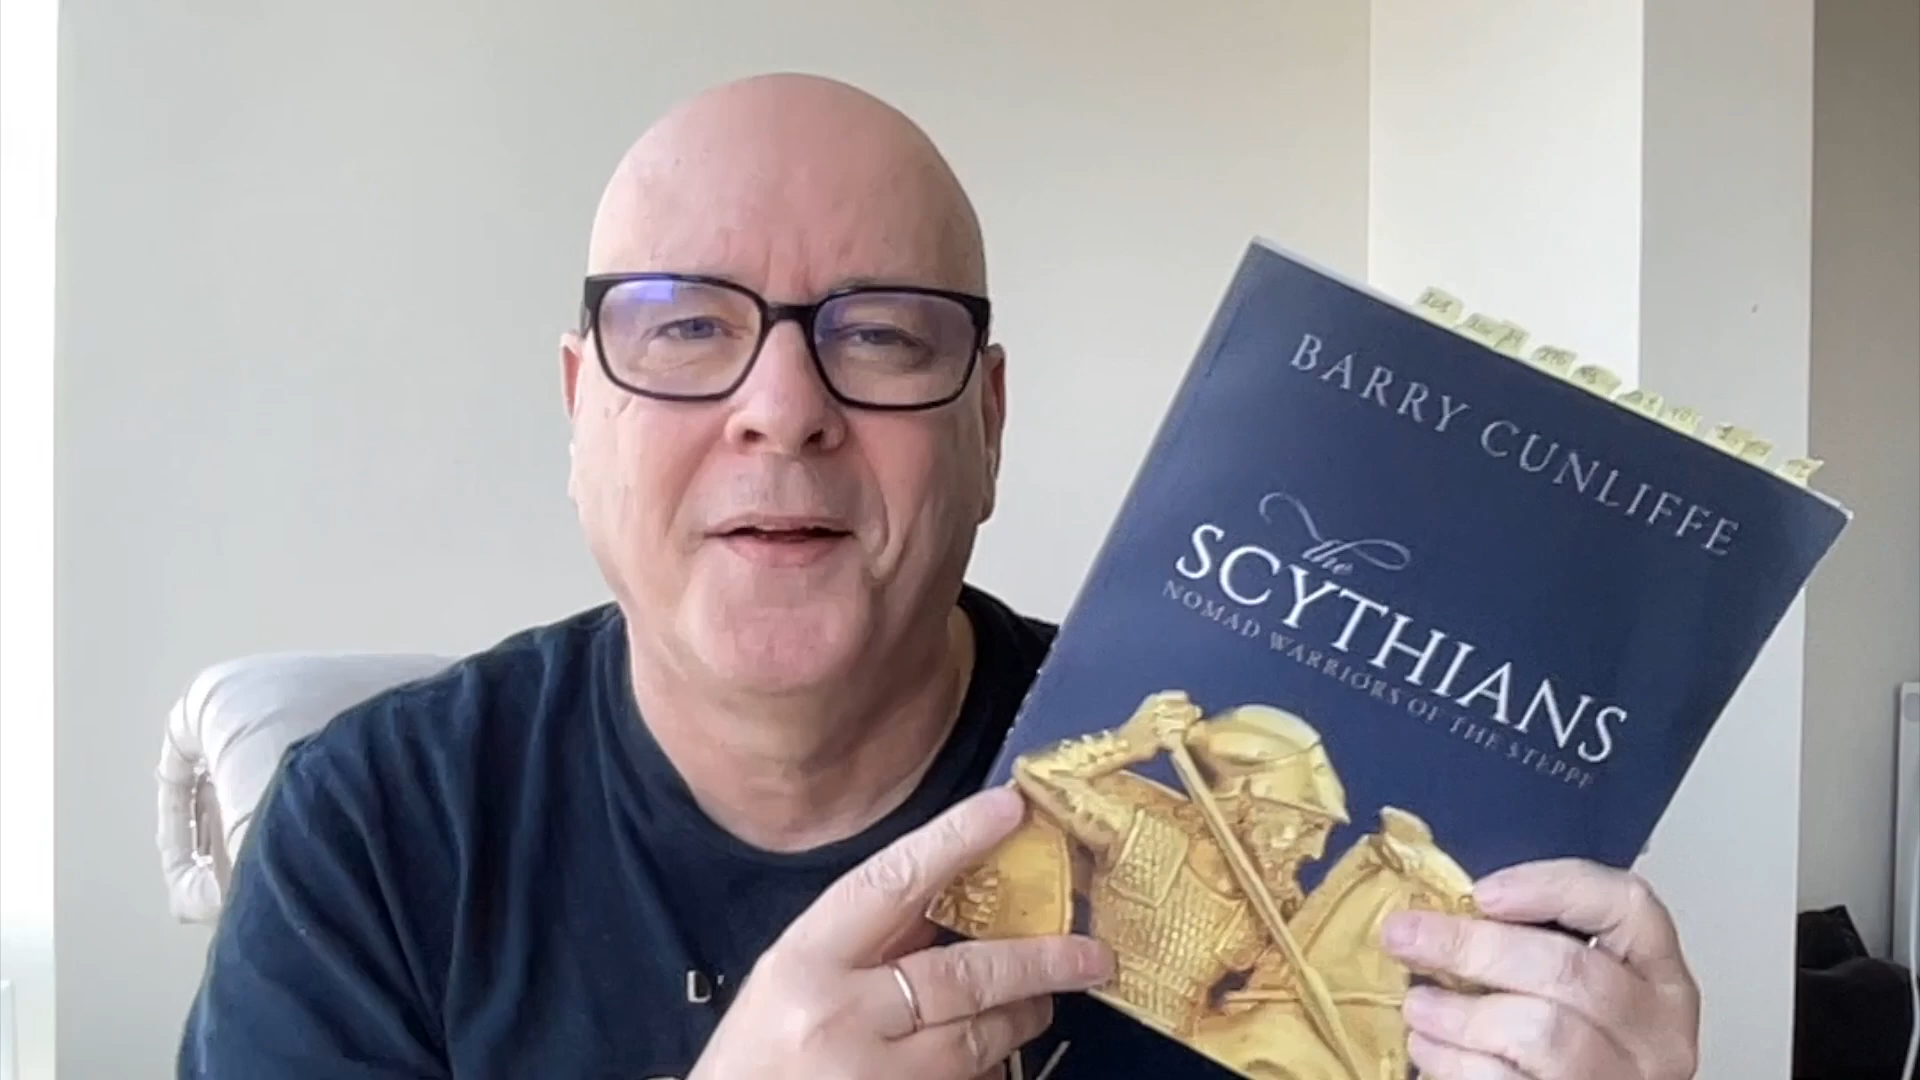 BARRY CUNLIFFE
The
SCYTHIANS
NOMAD WARRIORS OF THE STEPPE